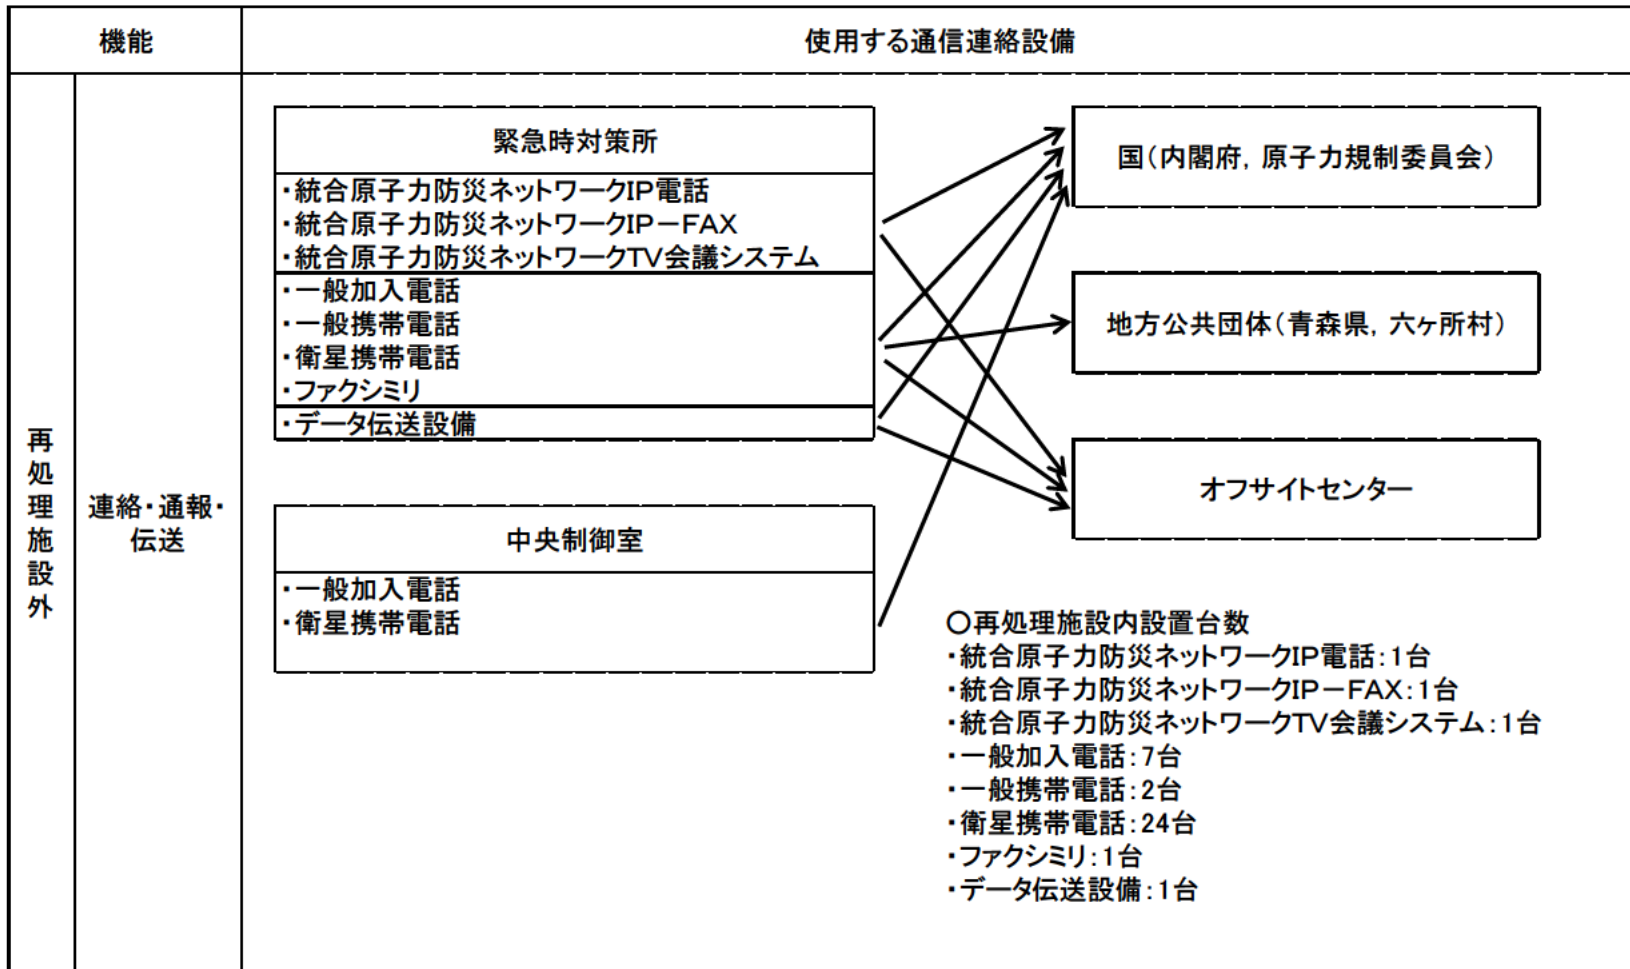 機能
使用する通信連絡設備
再処理施設外
連絡・通報・
伝送
緊急時対策所
・統合原子力防災ネットワークIP電話
・統合原子力防災ネットワークIP－FAX
・統合原子力防災ネットワークTV会議システム
・一般加入電話
・一般携帯電話
・衛星携帯電話
・ファクシミリ
・データ伝送設備
中央制御室
・一般加入電話
・衛星携帯電話
国（内閣府，原子力規制委員会）
地方公共団体（青森県，六ヶ所村）
オフサイトセンター
○再処理施設内設置台数
・統合原子力防災ネットワークIP電話：1台
・統合原子力防災ネットワークIP－FAX：1台
・統合原子力防災ネットワークTV会議システム：1台
・一般加入電話：7台
・一般携帯電話：2台
・衛星携帯電話：24台
・ファクシミリ：1台
・データ伝送設備：1台